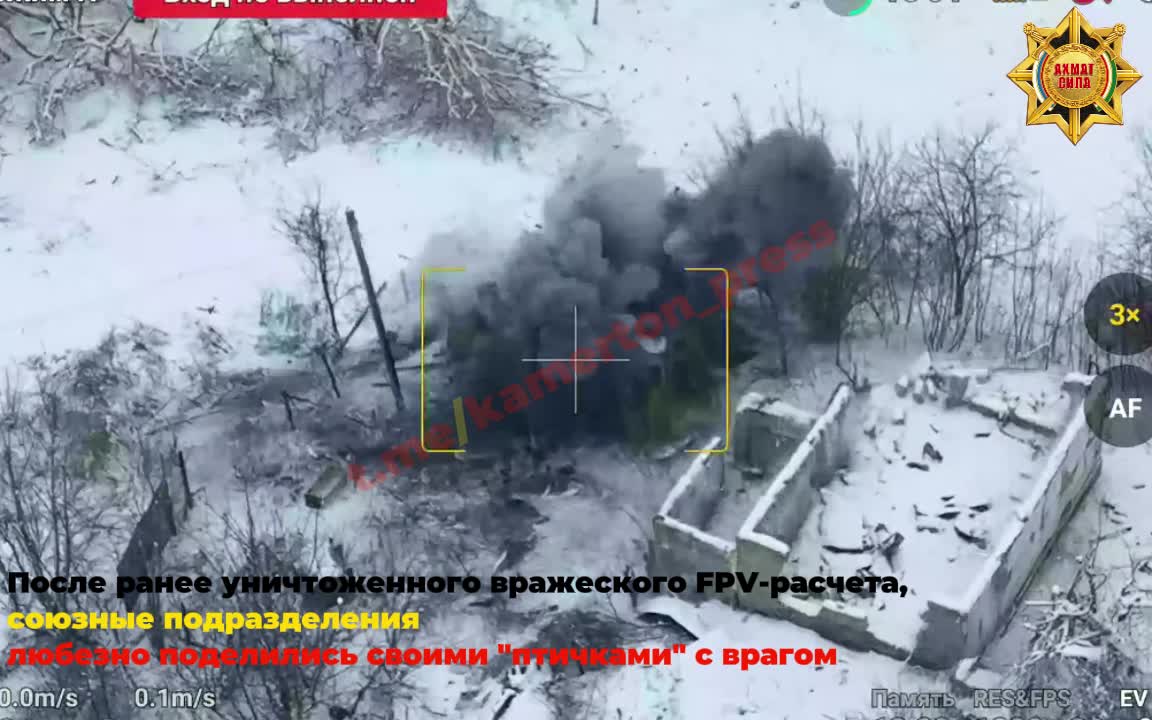 АХМАТ
СИЛА
t.me/kamerton_press
3×
AF
После ранее уничтоженного вражеского FPV-расчета,
союзные подразделения
любезно поделились своими "птичками" с врагом
0.0m/s 0.1m/s Память RES&FPS EV